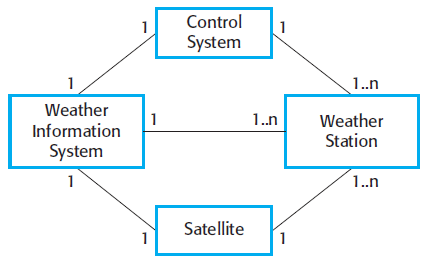 Control
System
1
1
1
1..n
Weather
Information
System
1
1..n
Weather
Station
1
1..n
Satellite
1
1